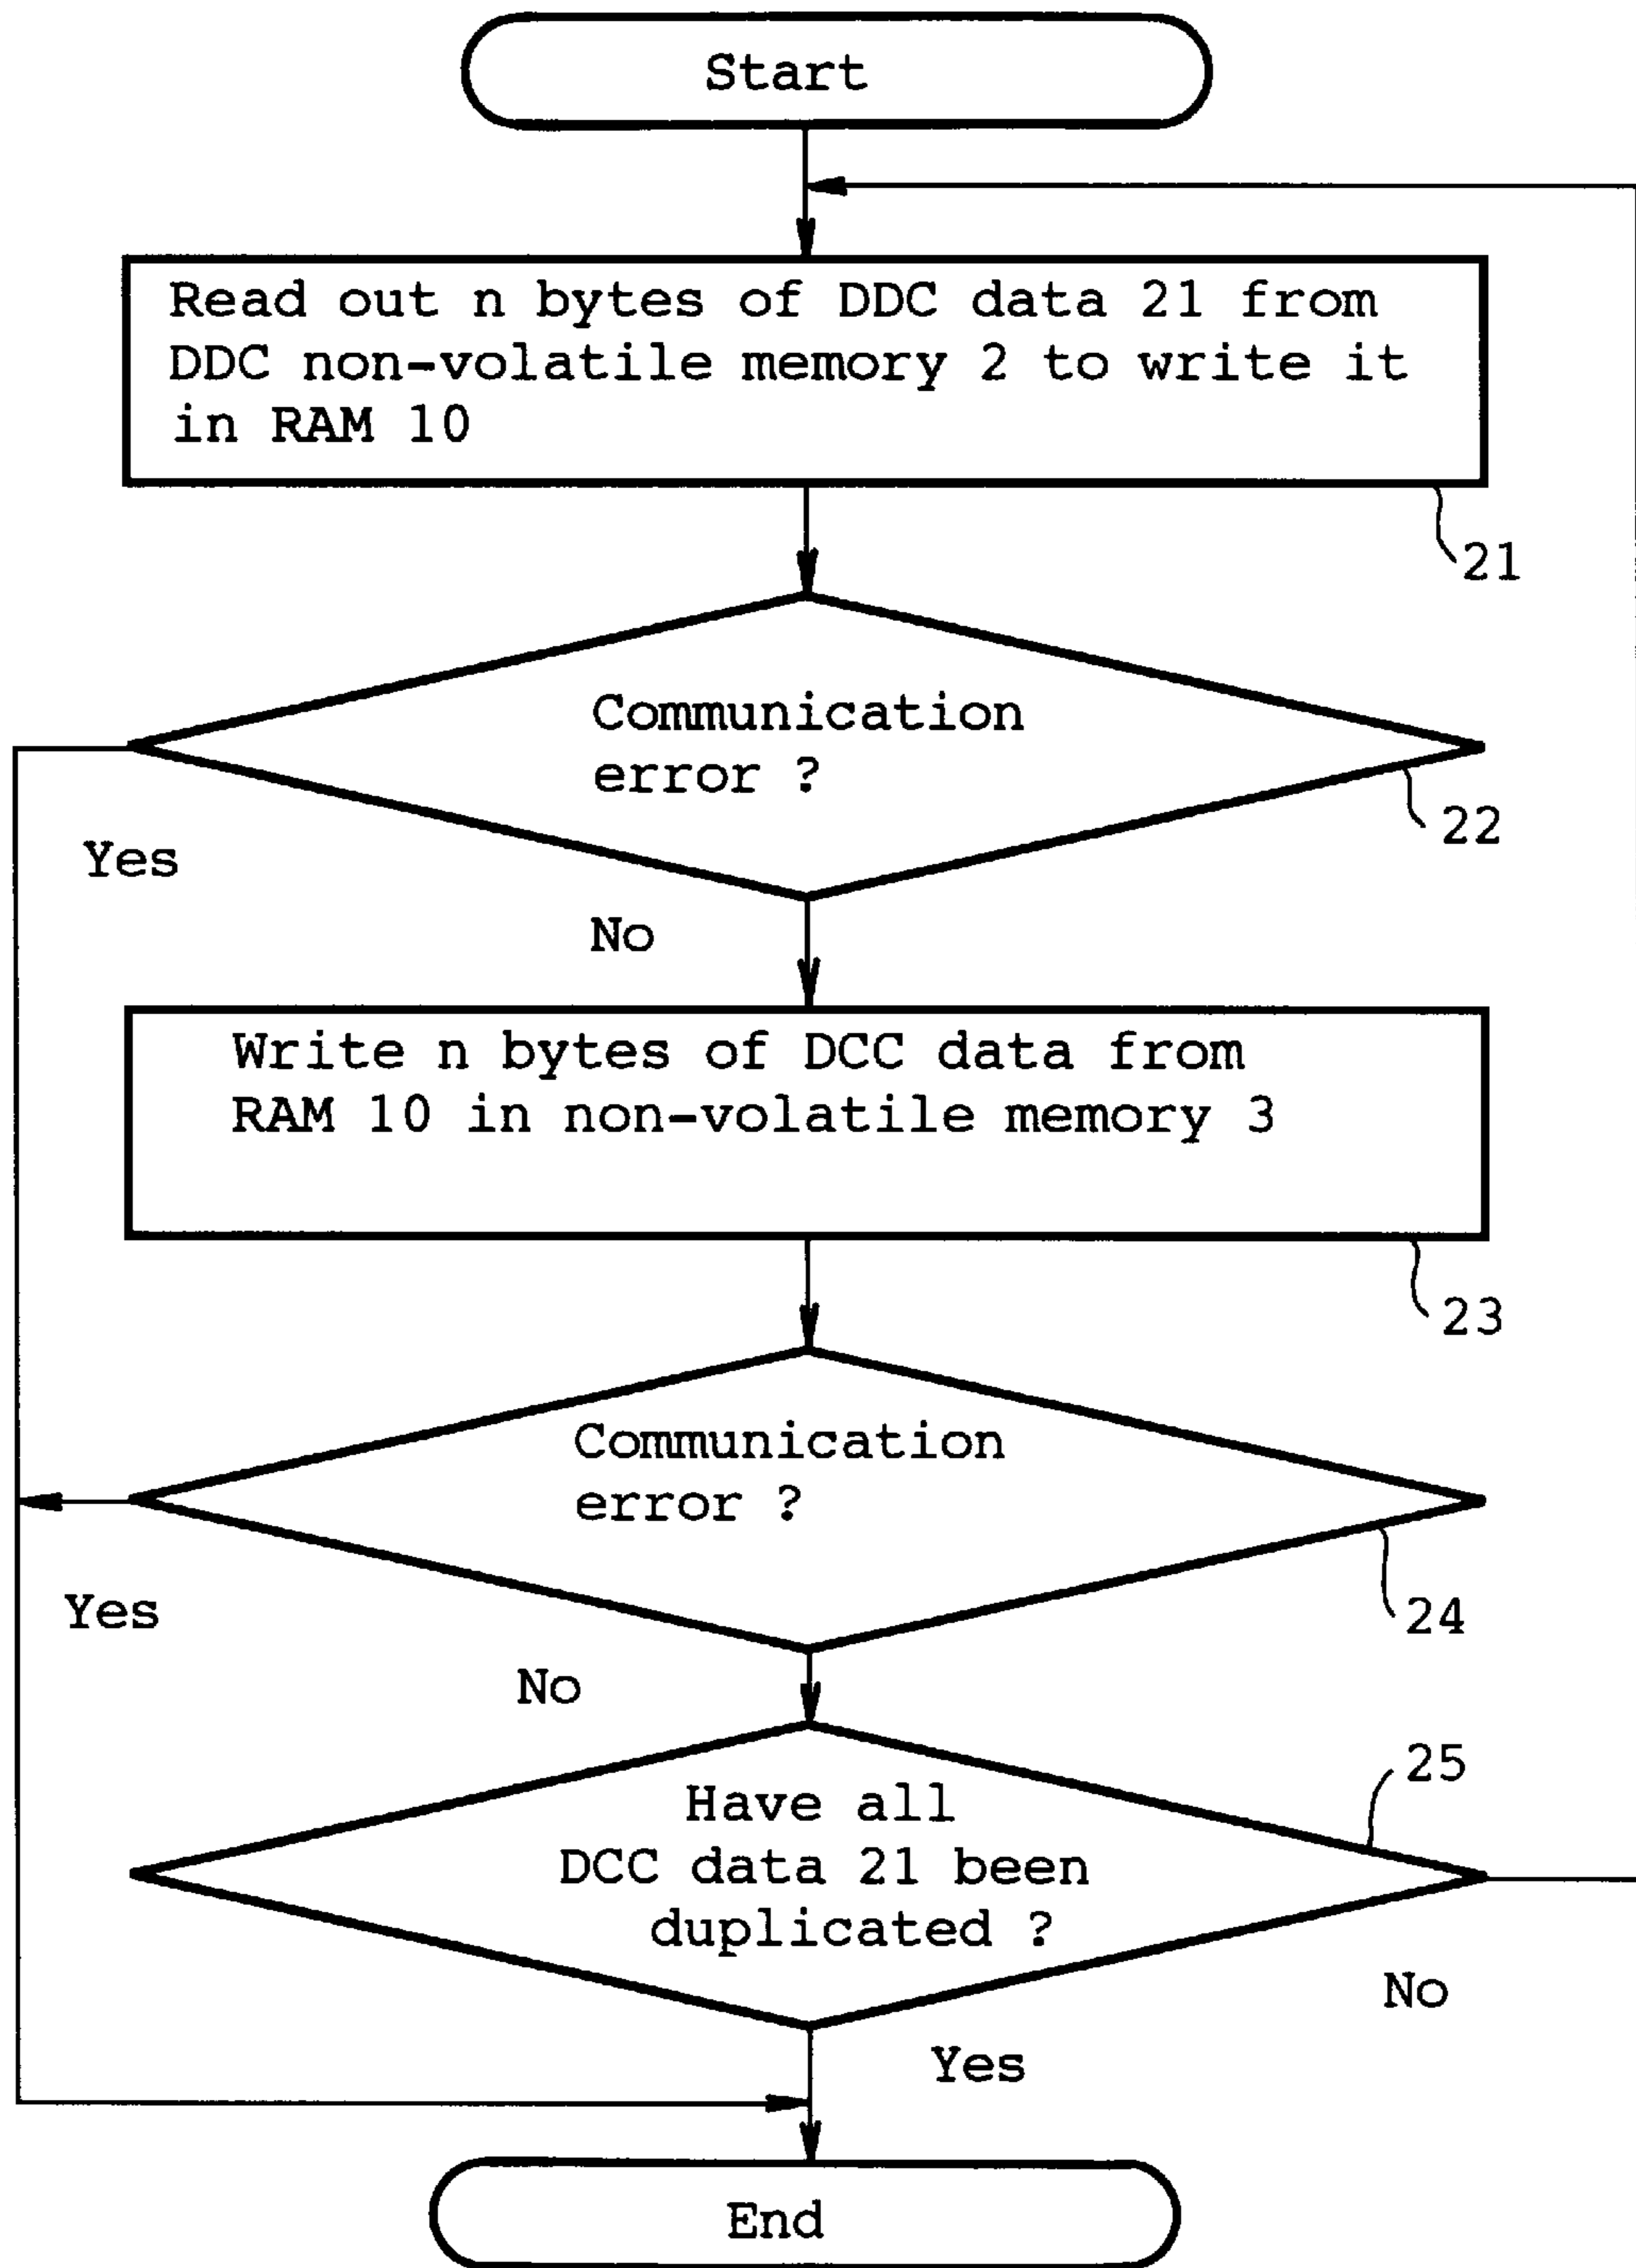 Start
Read out n bytes of DDC data 21 from
DDC non-volatile memory 2 to write it
in RAM 10
21
Communication
error ?
22
Yes
No
Write n bytes of DCC data from
RAM 10 in non-volatile memory 3
23
Communication
error ?
24
Yes
No
25
Have all
DCC data 21 been
duplicated ?
No
Yes
End